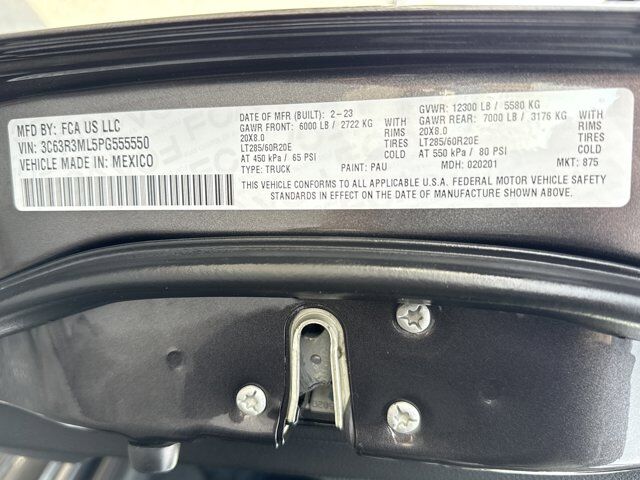 MFD BY: FCA US LLC
VIN: 3C63R3ML5PG555550
VEHICLE MADE IN: MEXICO
DATE OF MFR (BUILT): 2-23
GAWR FRONT: 6000 LB / 2722 KG WITH
20X8.0 RIMS
LT285/60R20E TIRES
AT 450 kPa / 65 PSI COLD
TYPE: TRUCK PAINT: PAU
GVWR: 12300 LB / 5580 KG
GAWR REAR: 7000 LB / 3176 KG WITH
20X8.0 RIMS
LT285/60R20E TIRES
AT 550 kPa / 80 PSI COLD
MDH: 020201 MKT: 875
THIS VEHICLE CONFORMS TO ALL APPLICABLE U.S.A. FEDERAL MOTOR VEHICLE SAFETY
STANDARDS IN EFFECT ON THE DATE OF MANUFACTURE SHOWN ABOVE.